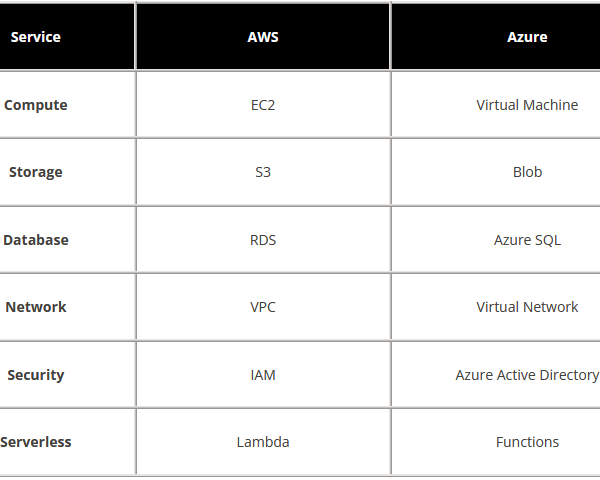 Service AWS Azure
Compute EC2 Virtual Machine
Storage S3 Blob
Database RDS Azure SQL
Network VPC Virtual Network
Security IAM Azure Active Directory
Serverless Lambda Functions